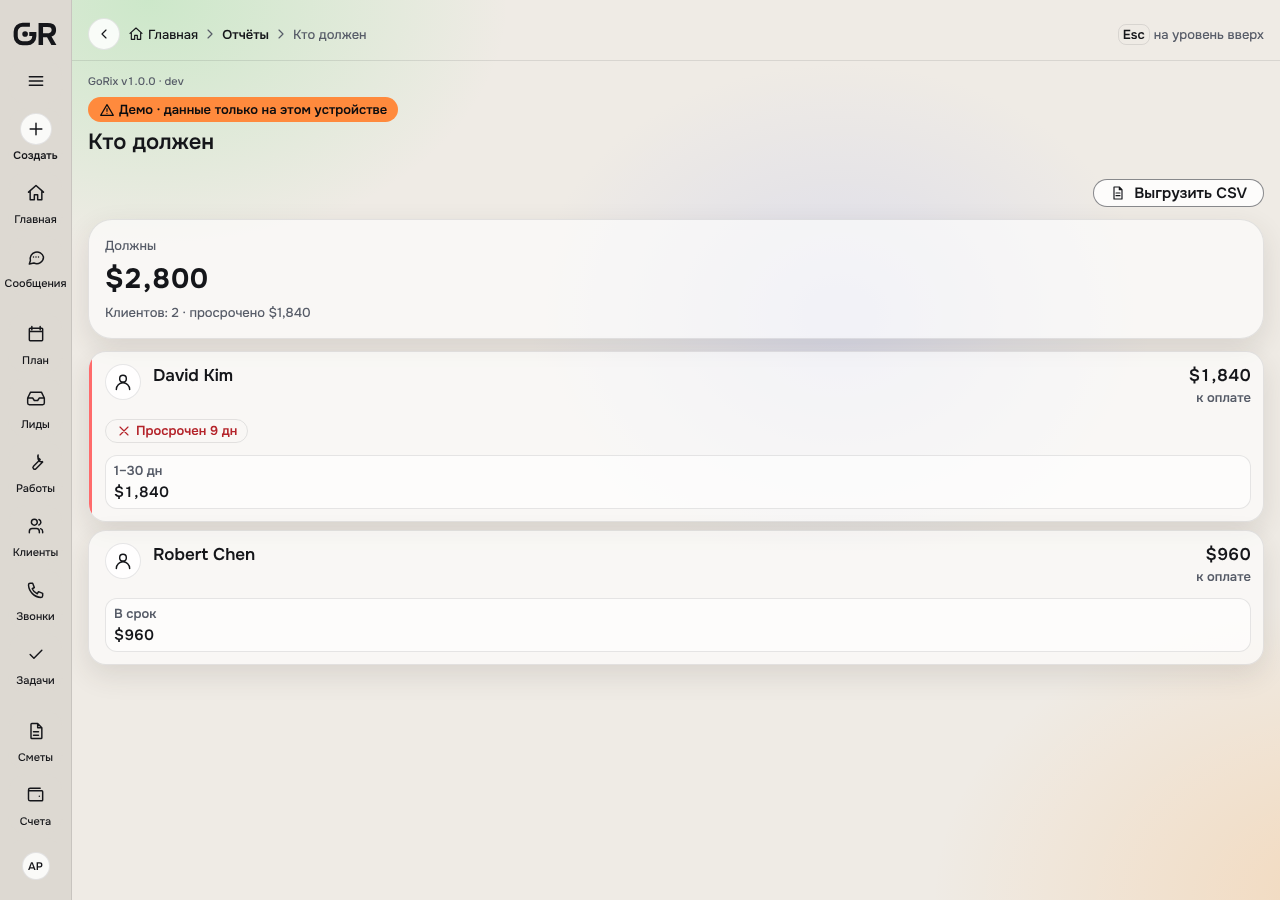 GR
Главная
Отчёты
Кто должен
Esc на уровень вверх
GoRix v1.0.0 · dev
Демо · данные только на этом устройстве
Кто должен
Выгрузить CSV
Должны
$2,800
Клиентов: 2 · просрочено $1,840
David Kim
$1,840
к оплате
Просрочен 9 дн
1–30 дн
$1,840
Robert Chen
$960
к оплате
В срок
$960
Создать
Главная
Сообщения
План
Лиды
Работы
Клиенты
Звонки
Задачи
Сметы
Счета
AP